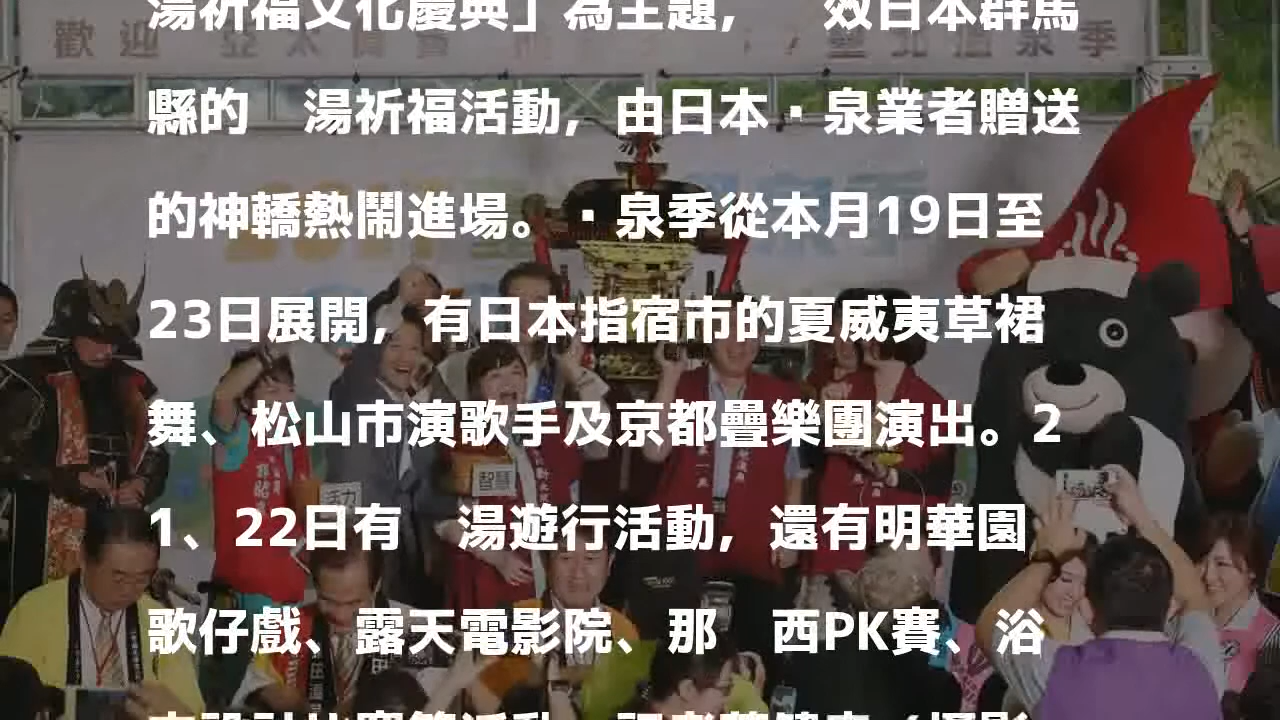 湯祈福文化慶典」為主題,　效日本群馬
縣的　湯祈福活動,由日本·泉業者贈送
的神轎熱鬧進場。·泉季從本月19日至
23日展開,有日本指宿市的夏威夷草裙
舞、松山市演歌手及京都疊樂團演出。2
1、22日有　湯遊行活動,還有明華園
歌仔戲、露天電影院、那　西PK賽、浴
智慧
活力